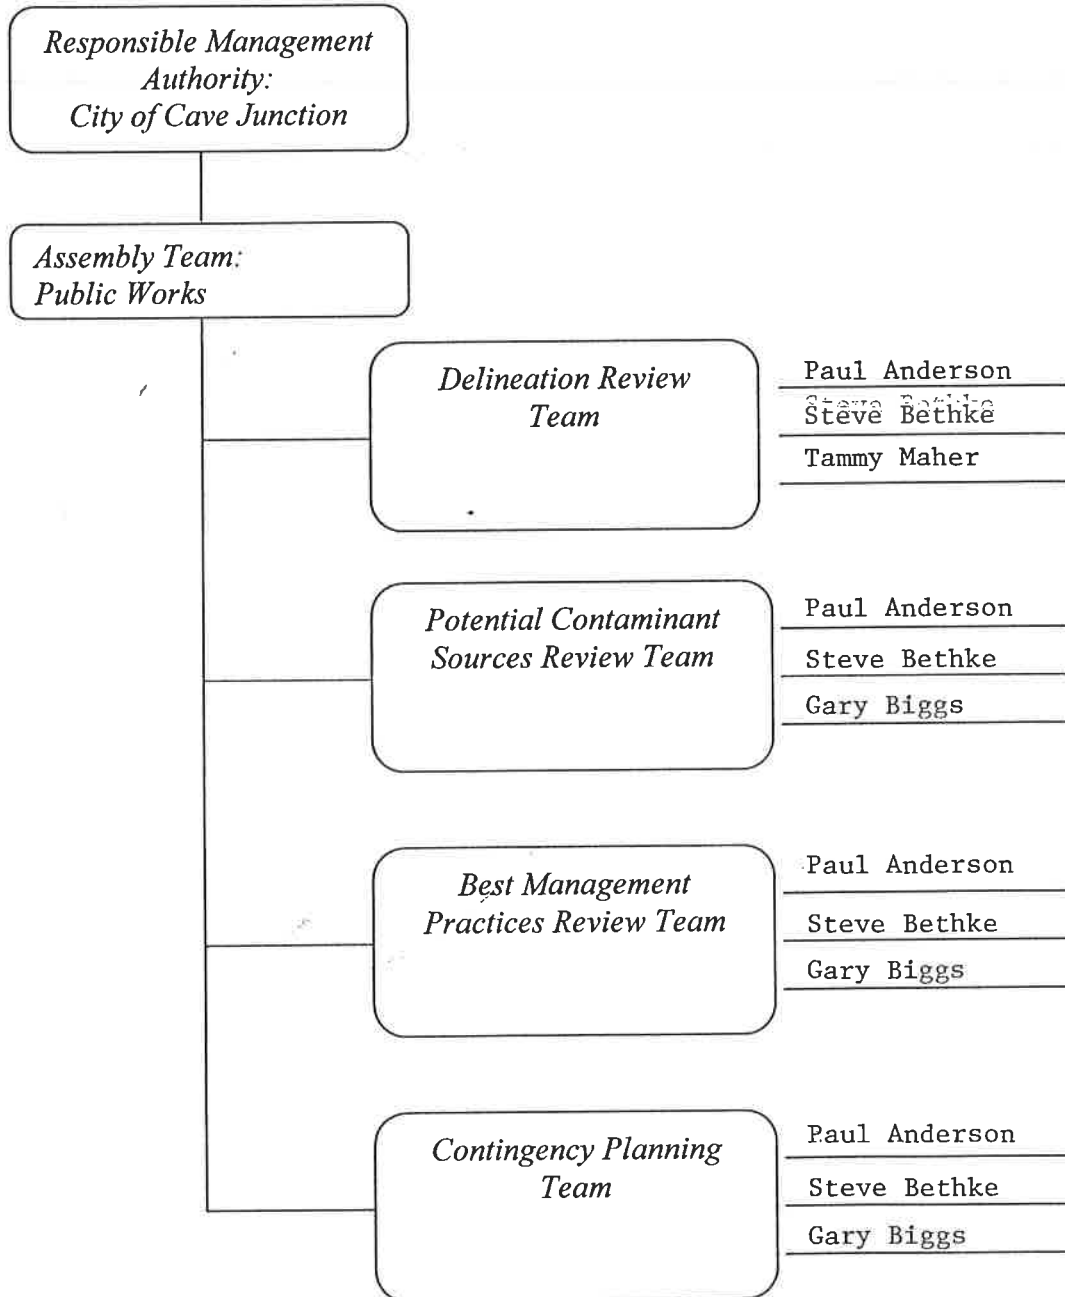 Responsible Management
Authority:
City of Cave Junction
Assembly Team:
Public Works
Delineation Review
Team
Paul Anderson
Steve Bethke
Tammy Maher
Potential Contaminant
Sources Review Team
Paul Anderson
Steve Bethke
Gary Biggs
Best Management
Practices Review Team
Paul Anderson
Steve Bethke
Gary Biggs
Contingency Planning
Team
Paul Anderson
Steve Bethke
Gary Biggs